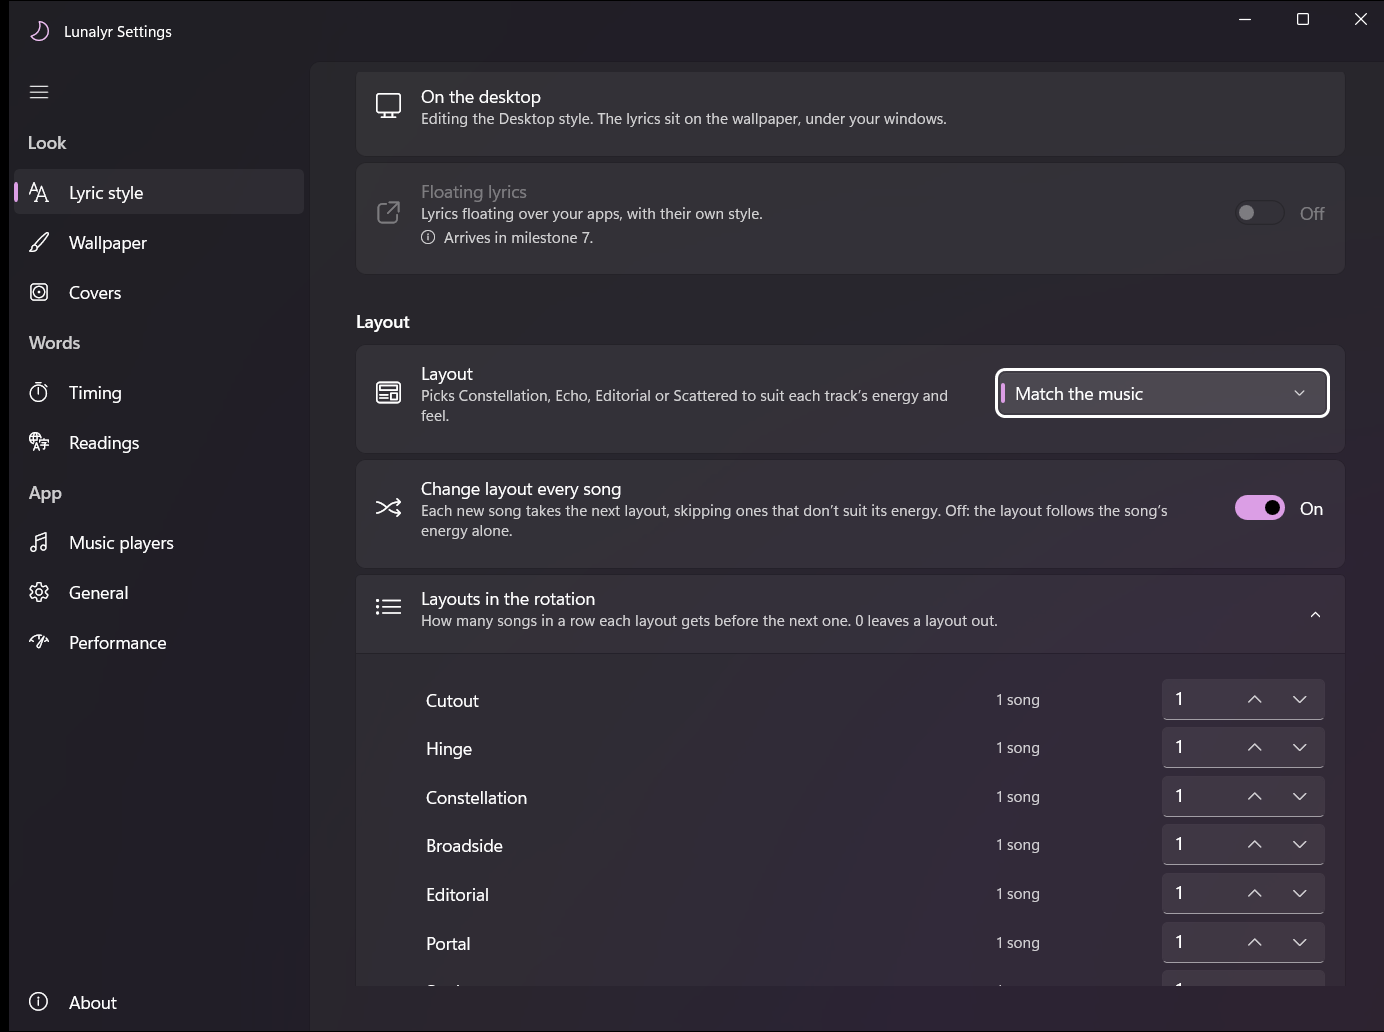 Lunalyr Settings
Look
Lyric style
Wallpaper
Covers
Words
Timing
Readings
App
Music players
General
Performance
About
On the desktop
Editing the Desktop style. The lyrics sit on the wallpaper, under your windows.
Floating lyrics
Lyrics floating over your apps, with their own style.
Arrives in milestone 7.
Off
Layout
Layout
Picks Constellation, Echo, Editorial or Scattered to suit each track’s energy and
feel.
Match the music
Change layout every song
Each new song takes the next layout, skipping ones that don’t suit its energy. Off: the layout follows the song’s
energy alone.
On
Layouts in the rotation
How many songs in a row each layout gets before the next one. 0 leaves a layout out.
Cutout 1 song 1
Hinge 1 song 1
Constellation 1 song 1
Broadside 1 song 1
Editorial 1 song 1
Portal 1 song 1